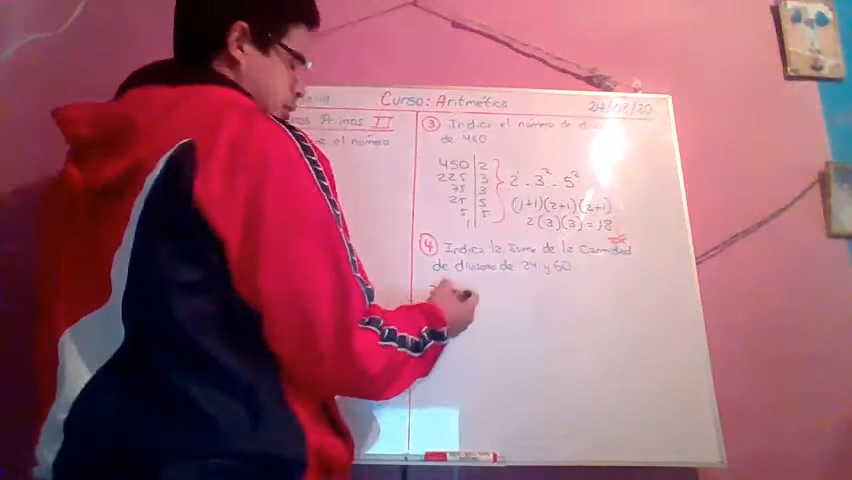 Curso: Aritmética
24/08/20
Primos II
el número
③ Indica el número de
de 450
450 2
225 3
75 3
25 5
5 5
1
2¹ . 3² . 5²
(1+1)(2+1)(2+1)
2(3)(3) = 18
④ Indica la suma de la cantidad
de divisores de 24 y 60